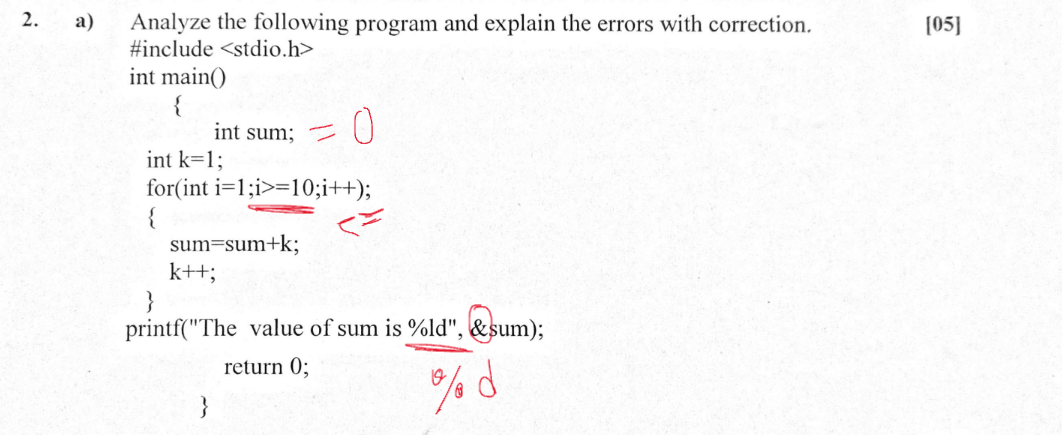 2. a) Analyze the following program and explain the errors with correction. [05]
#include <stdio.h>
int main()
{
int sum; = 0
int k=1;
for(int i=1;i>=10;i++);
{ <=
sum=sum+k;
k++;
}
printf("The value of sum is %ld", &sum);
return 0; %d
}